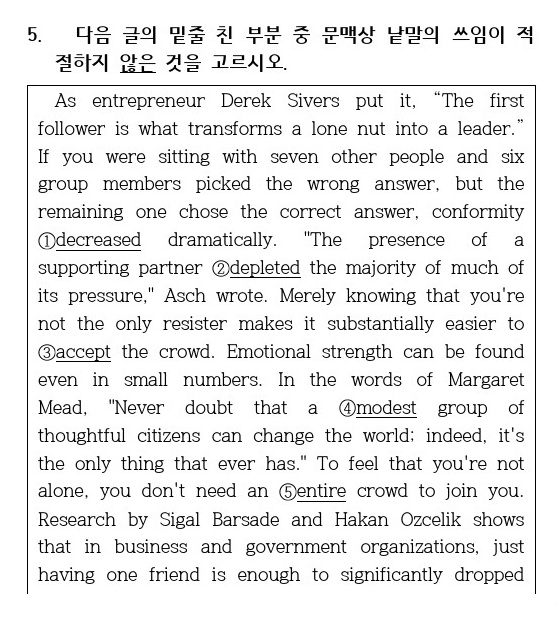 5. 다음 글의 밑줄 친 부분 중 문맥상 낱말의 쓰임이 적
절하지 않은 것을 고르시오.
As entrepreneur Derek Sivers put it, “The first
follower is what transforms a lone nut into a leader.”
If you were sitting with seven other people and six
group members picked the wrong answer, but the
remaining one chose the correct answer, conformity
①decreased dramatically. "The presence of a
supporting partner ②depleted the majority of much of
its pressure," Asch wrote. Merely knowing that you're
not the only resister makes it substantially easier to
③accept the crowd. Emotional strength can be found
even in small numbers. In the words of Margaret
Mead, "Never doubt that a ④modest group of
thoughtful citizens can change the world; indeed, it's
the only thing that ever has." To feel that you're not
alone, you don't need an ⑤entire crowd to join you.
Research by Sigal Barsade and Hakan Ozcelik shows
that in business and government organizations, just
having one friend is enough to significantly dropped